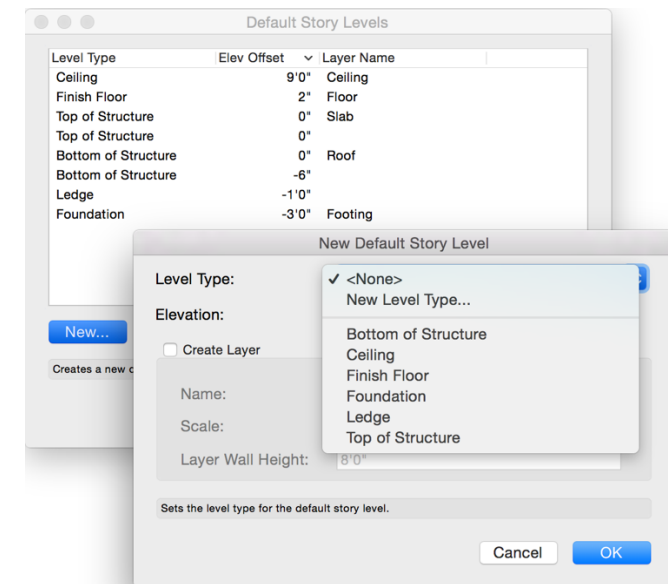 Default Story Levels
Level Type Elev Offset Layer Name
Ceiling 9'0" Ceiling
Finish Floor 2" Floor
Top of Structure 0" Slab
Top of Structure 0"
Bottom of Structure 0" Roof
Bottom of Structure -6"
Ledge -1'0"
Foundation -3'0" Footing
New...
Creates a new
New Default Story Level
Level Type:
✓ <None>
New Level Type...
Bottom of Structure
Ceiling
Finish Floor
Foundation
Ledge
Top of Structure
Elevation:
Create Layer
Name:
Scale:
Layer Wall Height: 8'0"
Sets the level type for the default story level.
Cancel OK